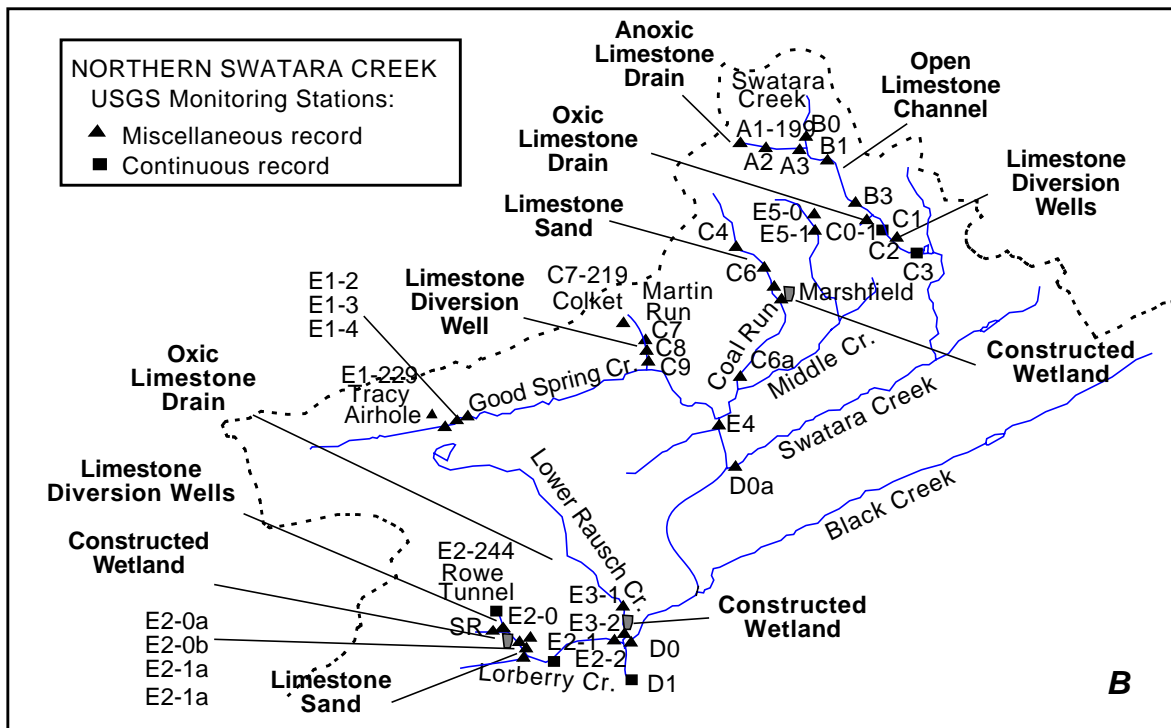 NORTHERN SWATARA CREEK
USGS Monitoring Stations:
Miscellaneous record
Continuous record
Anoxic
Limestone
Drain
Swatara
Creek
Open
Limestone
Channel
A1-199
B0
A2
A3
B1
Oxic
Limestone
Drain
Limestone
Diversion
Wells
B3
Limestone
Sand
E5-0
E5-1
C0-1
C1
C2
C3
C4
C6
C7-219
Colket
Martin
Run
Marshfield
E1-2
E1-3
E1-4
Limestone
Diversion
Well
C7
C8
C9
Coal Run
C6a
Middle Cr.
Constructed
Wetland
Oxic
Limestone
Drain
E1-229
Tracy
Airhole
Good Spring Cr.
E4
Swatara Creek
D0a
Black Creek
Lower Rausch Cr.
Limestone
Diversion Wells
Constructed
Wetland
E2-244
Rowe
Tunnel
E2-0
SR
E3-1
E3-2
Constructed
Wetland
E2-0a
E2-0b
E2-1a
E2-1a
E2-1
E2-2
D0
Limestone
Sand
Lorberry Cr.
D1
B